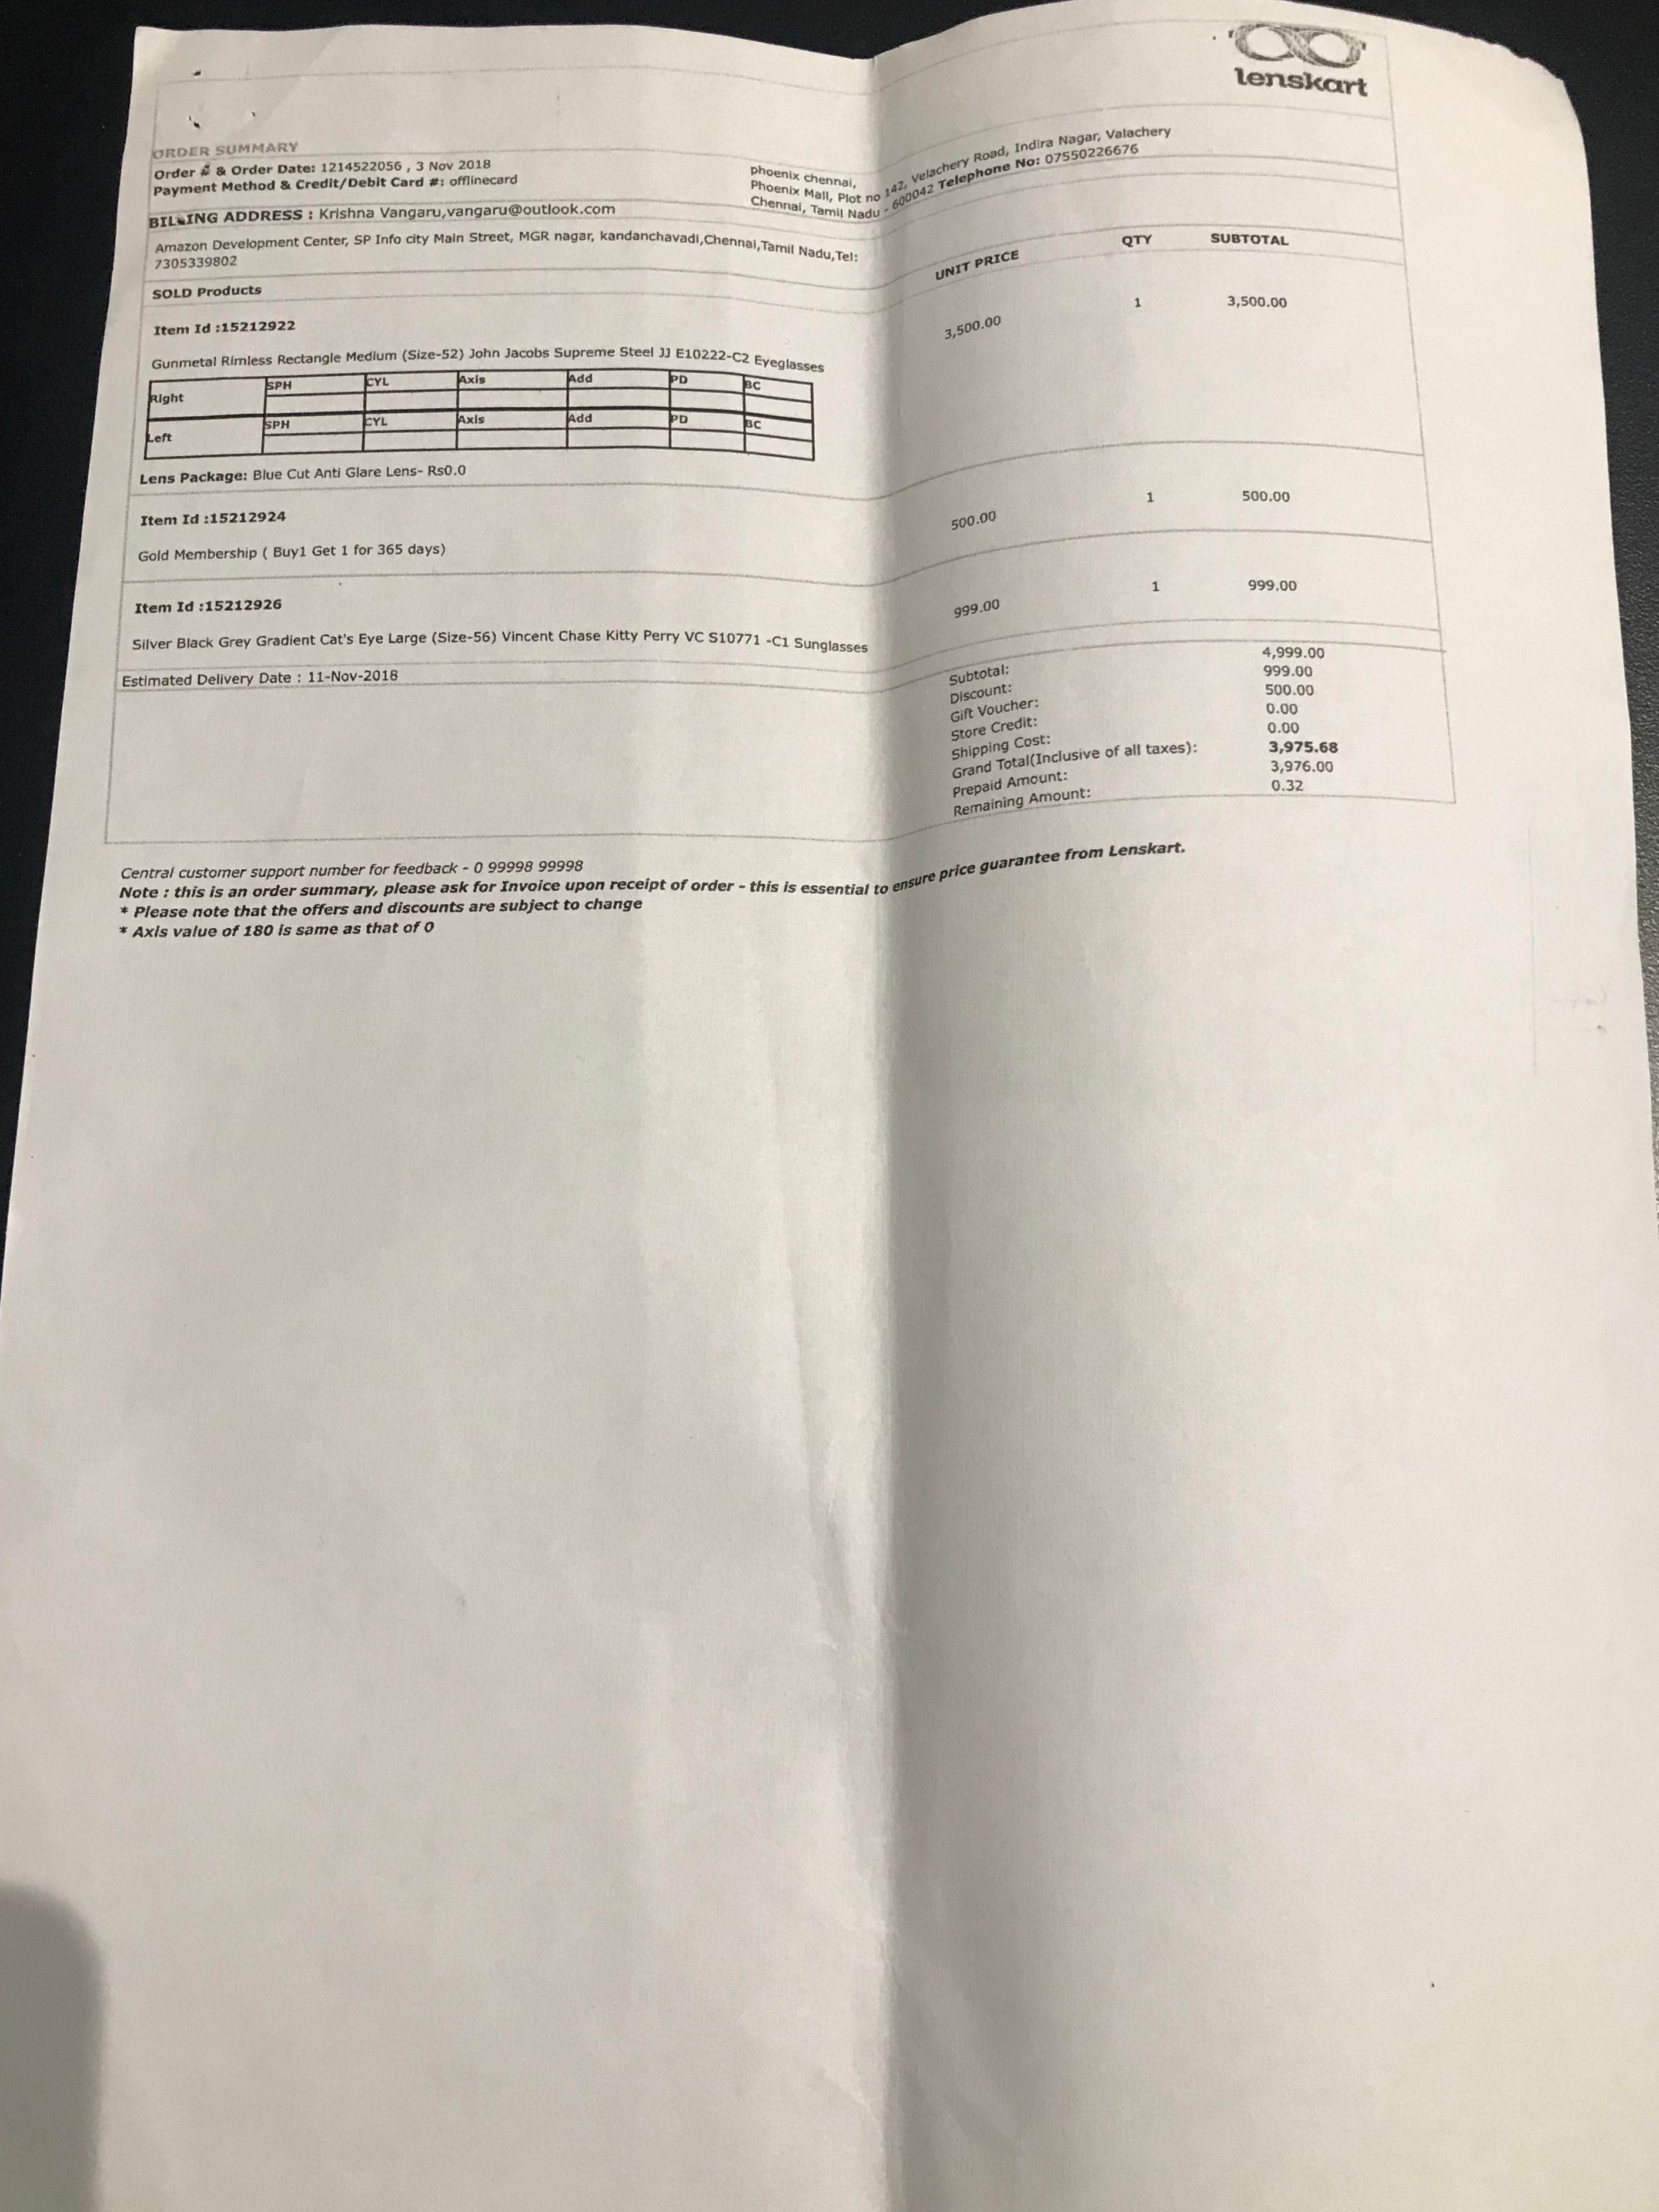 lenskart
ORDER SUMMARY
Order # & Order Date: 1214522056 , 3 Nov 2018
Payment Method & Credit/Debit Card #: offlinecard
phoenix chennai,
Phoenix Mall, Plot no 142, Velachery Road, Indira Nagar, Valachery
Chennai, Tamil Nadu - 600042 Telephone No: 07550226676
BILLING ADDRESS : Krishna Vangaru,vangaru@outlook.com
Amazon Development Center, SP Info city Main Street, MGR nagar, kandanchavadi,Chennai,Tamil Nadu,Tel:
7305339802
SOLD Products UNIT PRICE QTY SUBTOTAL
Item Id :15212922 3,500.00 1 3,500.00
Gunmetal Rimless Rectangle Medium (Size-52) John Jacobs Supreme Steel JJ E10222-C2 Eyeglasses
Right SPH CYL Axis Add PD BC
Left SPH CYL Axis Add PD BC
Lens Package: Blue Cut Anti Glare Lens- Rs0.0
Item Id :15212924 500.00 1 500.00
Gold Membership ( Buy1 Get 1 for 365 days)
Item Id :15212926 999.00 1 999.00
Silver Black Grey Gradient Cat's Eye Large (Size-56) Vincent Chase Kitty Perry VC S10771 -C1 Sunglasses
Estimated Delivery Date : 11-Nov-2018
Subtotal: 4,999.00
Discount: 999.00
Gift Voucher: 500.00
Store Credit: 0.00
Shipping Cost: 0.00
Grand Total(Inclusive of all taxes): 3,975.68
Prepaid Amount: 3,976.00
Remaining Amount: 0.32
Central customer support number for feedback - 0 99998 99998
Note : this is an order summary, please ask for Invoice upon receipt of order - this is essential to ensure price guarantee from Lenskart.
* Please note that the offers and discounts are subject to change
* Axis value of 180 is same as that of 0